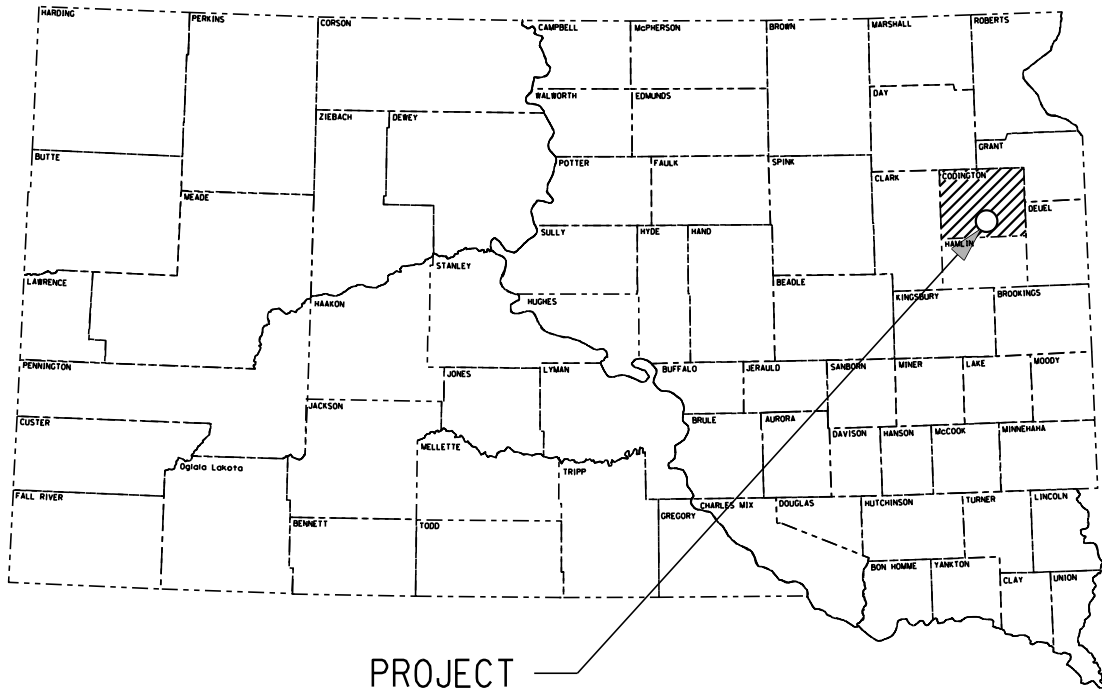 HARDING
PERKINS
CORSON
CAMPBELL
McPHERSON
BROWN
MARSHALL
ROBERTS
WALWORTH
EDMUNDS
DAY
ZIEBACH
DEWEY
GRANT
BUTTE
POTTER
FAULK
SPINK
CLARK
CODINGTON
MEADE
DEUEL
SULLY
HYDE
HAND
HAMLIN
STANLEY
LAWRENCE
BEADLE
HAAKON
HUGHES
KINGSBURY
BROOKINGS
PENNINGTON
JONES
LYMAN
BUFFALO
JERAULD
SANBORN
MINER
LAKE
MOODY
JACKSON
CUSTER
MELLETTE
BRULE
AURORA
DAVISON
HANSON
McCOOK
MINNEHAHA
Oglala Lakota
TRIPP
FALL RIVER
GREGORY
CHARLES MIX
DOUGLAS
HUTCHINSON
TURNER
LINCOLN
BENNETT
TODD
BON HOMME
YANKTON
CLAY
UNION
PROJECT